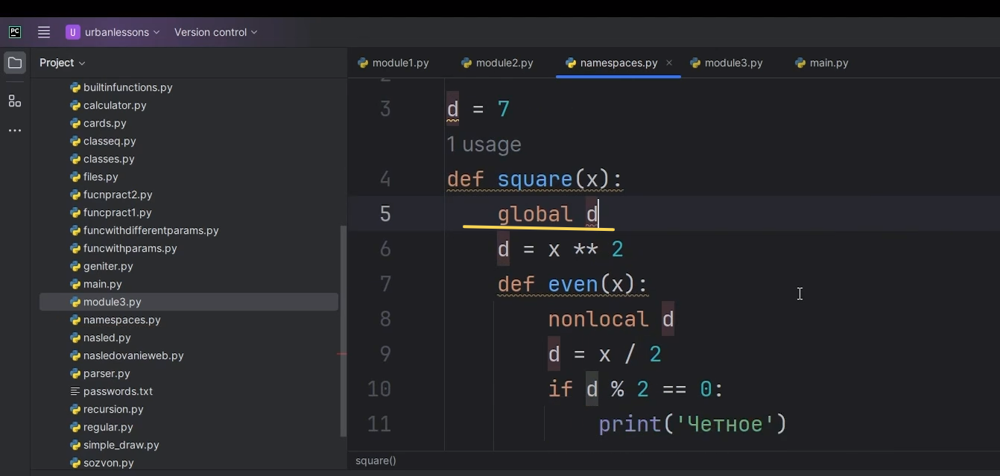 PC
U urbanlessons Version control
Project
module1.py module2.py namespaces.py module3.py main.py
builtinfunctions.py
calculator.py
cards.py
classeq.py
classes.py
files.py
fucnpract2.py
funcpract1.py
funcwithdifferentparams.py
funcwithparams.py
geniter.py
main.py
module3.py
namespaces.py
nasled.py
nasledovanieweb.py
parser.py
passwords.txt
recursion.py
regular.py
simple_draw.py
sozvon.py
3 d = 7
1 usage
4 def square(x):
5 global d
6 d = x ** 2
7 def even(x):
8 nonlocal d
9 d = x / 2
10 if d % 2 == 0:
11 print('Четное')
square()